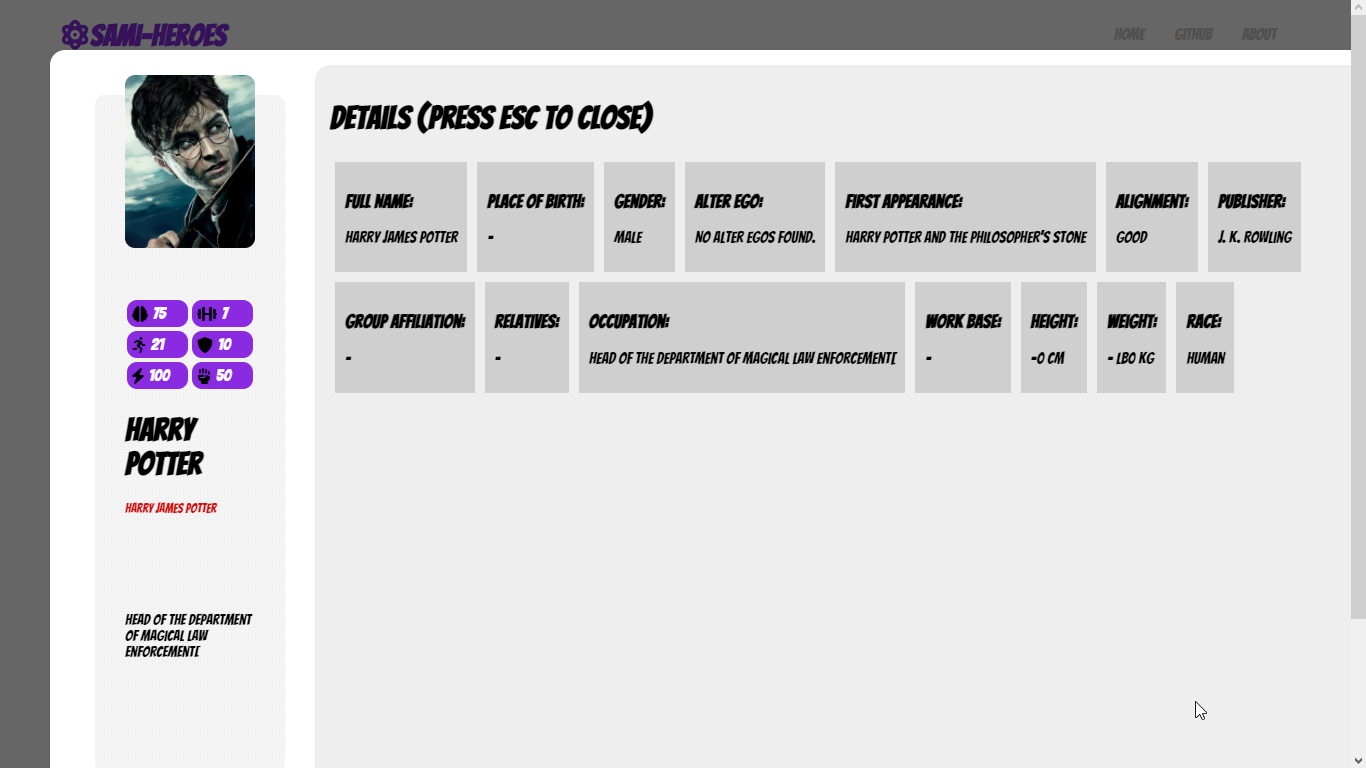 SAMI-HEROES
HOME GITHUB ABOUT
75 7
21 10
100 50
HARRY
POTTER
HARRY JAMES POTTER
HEAD OF THE DEPARTMENT
OF MAGICAL LAW
ENFORCEMENT[
DETAILS (PRESS ESC TO CLOSE)
FULL NAME: PLACE OF BIRTH: GENDER: ALTER EGO: FIRST APPEARANCE: ALIGNMENT: PUBLISHER:
HARRY JAMES POTTER - MALE NO ALTER EGOS FOUND. HARRY POTTER AND THE PHILOSOPHER'S STONE GOOD J. K. ROWLING
GROUP AFFILIATION: RELATIVES: OCCUPATION: WORK BASE: HEIGHT: WEIGHT: RACE:
- - HEAD OF THE DEPARTMENT OF MAGICAL LAW ENFORCEMENT[ - -0 CM - LB0 KG HUMAN